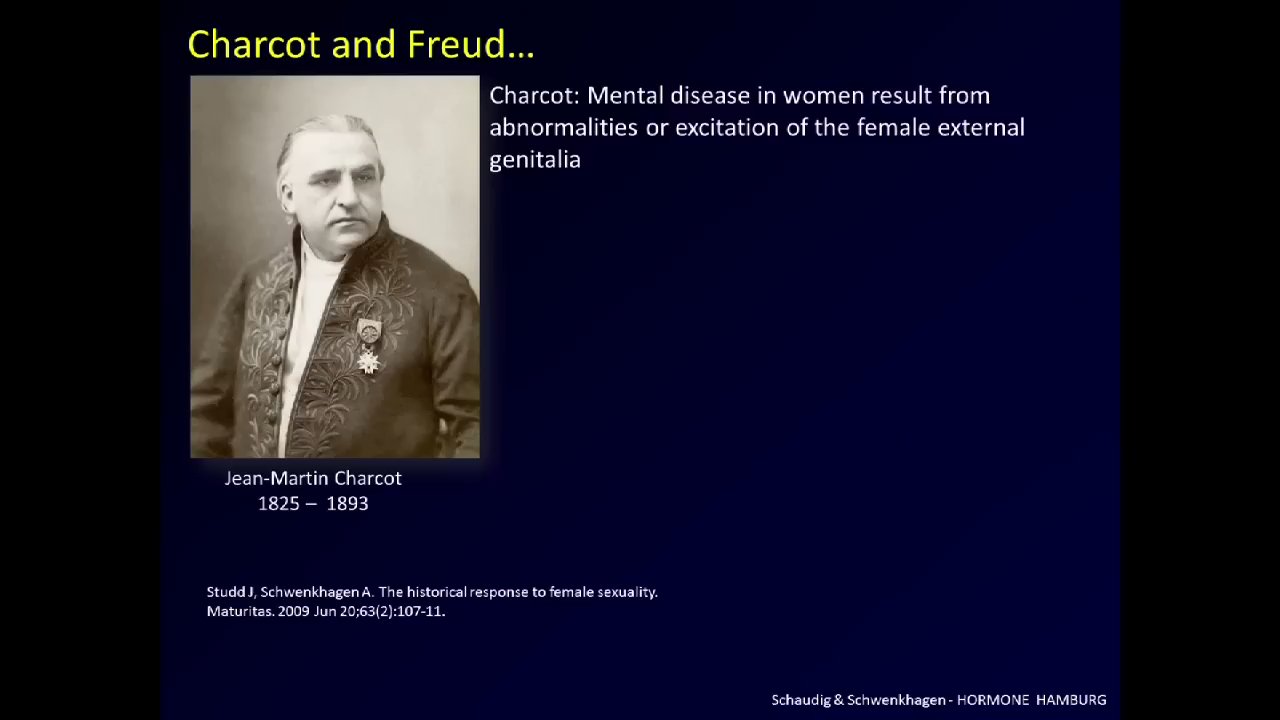 Charcot and Freud...
Charcot: Mental disease in women result from
abnormalities or excitation of the female external
genitalia
Jean-Martin Charcot
1825 – 1893
Studd J, Schwenkhagen A. The historical response to female sexuality.
Maturitas. 2009 Jun 20;63(2):107-11.
Schaudig & Schwenkhagen - HORMONE HAMBURG